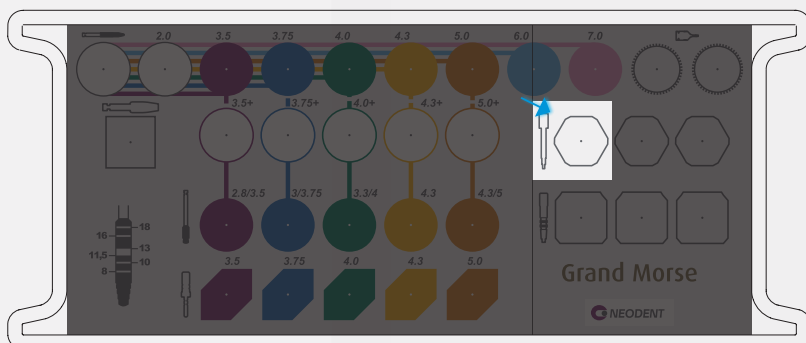 2.0 3.5 3.75 4.0 4.3 5.0 6.0 7.0
3.5+ 3.75+ 4.0+ 4.3+ 5.0+
2.8/3.5 3/3.75 3.3/4 4.3 4.3/5
18
16
13
11,5
10
8
3.5 3.75 4.0 4.3 5.0
Grand Morse
NEODENT